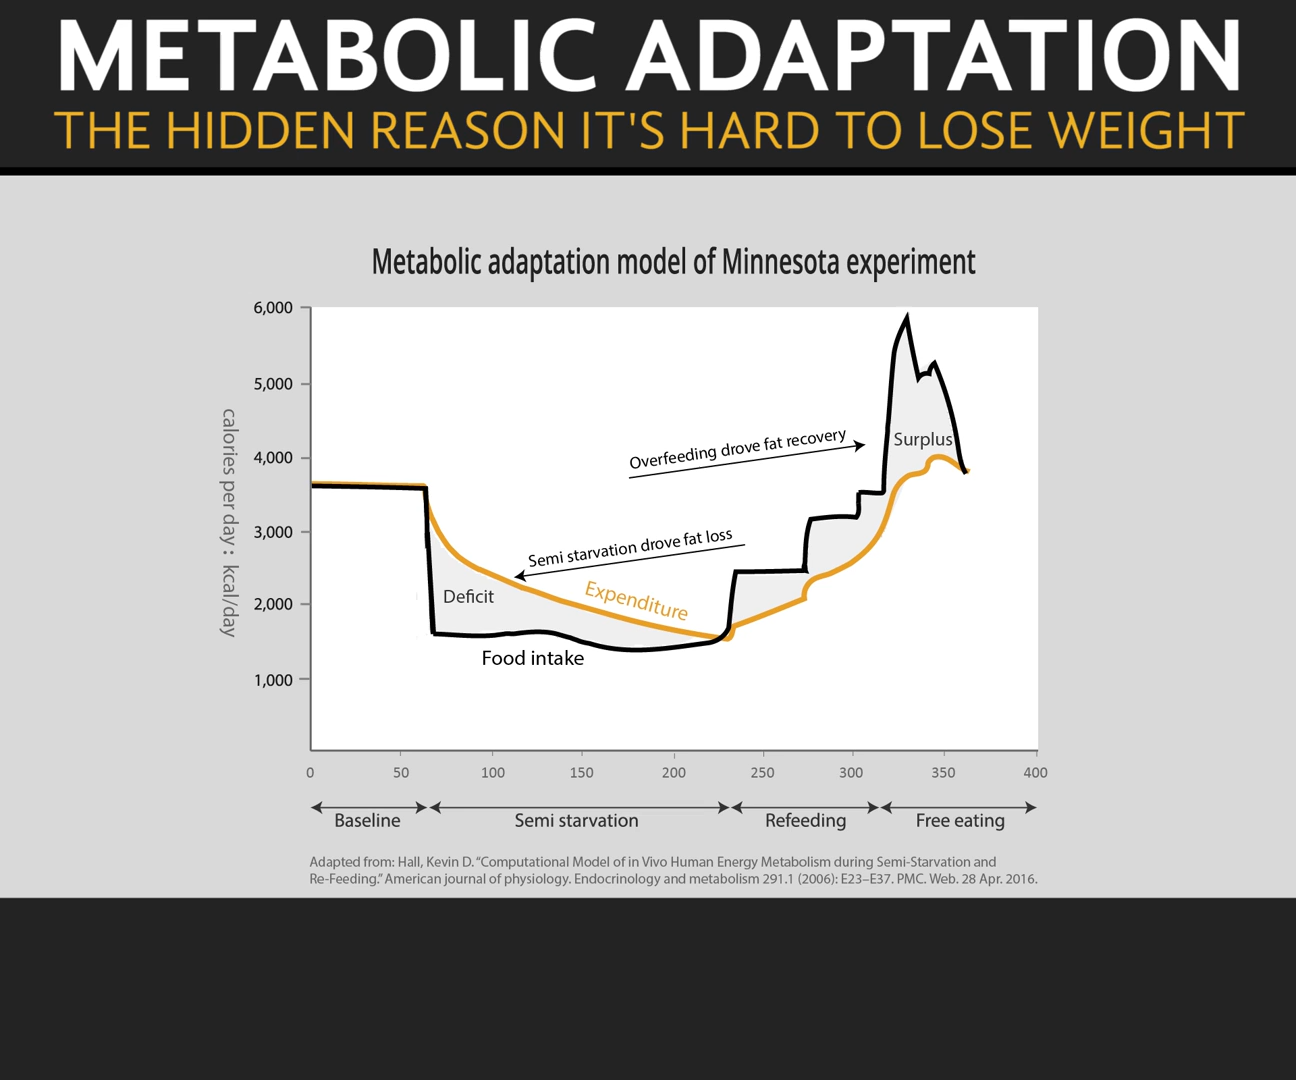 METABOLIC ADAPTATION
THE HIDDEN REASON IT'S HARD TO LOSE WEIGHT
Metabolic adaptation model of Minnesota experiment
6,000
5,000
4,000
3,000
2,000
1,000
calories per day : kcal/day
Overfeeding drove fat recovery
Surplus
Semi starvation drove fat loss
Deficit
Expenditure
Food intake
0 50 100 150 200 250 300 350 400
Baseline Semi starvation Refeeding Free eating
Adapted from: Hall, Kevin D. “Computational Model of in Vivo Human Energy Metabolism during Semi-Starvation and
Re-Feeding.” American journal of physiology. Endocrinology and metabolism 291.1 (2006): E23–E37. PMC. Web. 28 Apr. 2016.